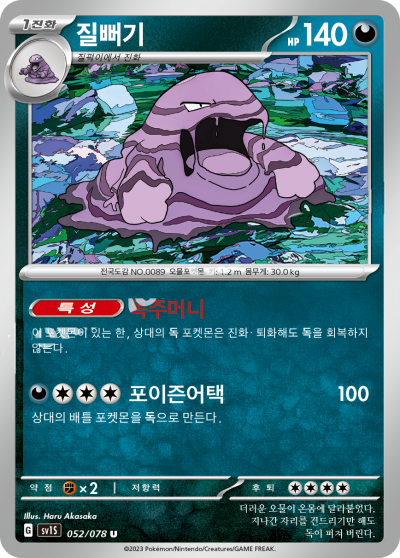 1진화
질뻐기
HP 140
질퍽이에서 진화
전국도감 NO.0089 오물포켓몬 키: 1.2 m 몸무게: 30.0 kg
특성 독주머니
이 포켓몬이 있는 한, 상대의 독 포켓몬은 진화·퇴화해도 독을 회복하지
않는다.
포이즌어택 100
상대의 배틀 포켓몬을 독으로 만든다.
약점 ×2 저항력 후퇴
Illus. Haru Akasaka
G sv1S 052/078 U
더러운 오물이 온몸에 달라붙었다.
지나간 자리를 건드리기만 해도
독이 퍼져 버린다.
©2023 Pokémon/Nintendo/Creatures/GAME FREAK.